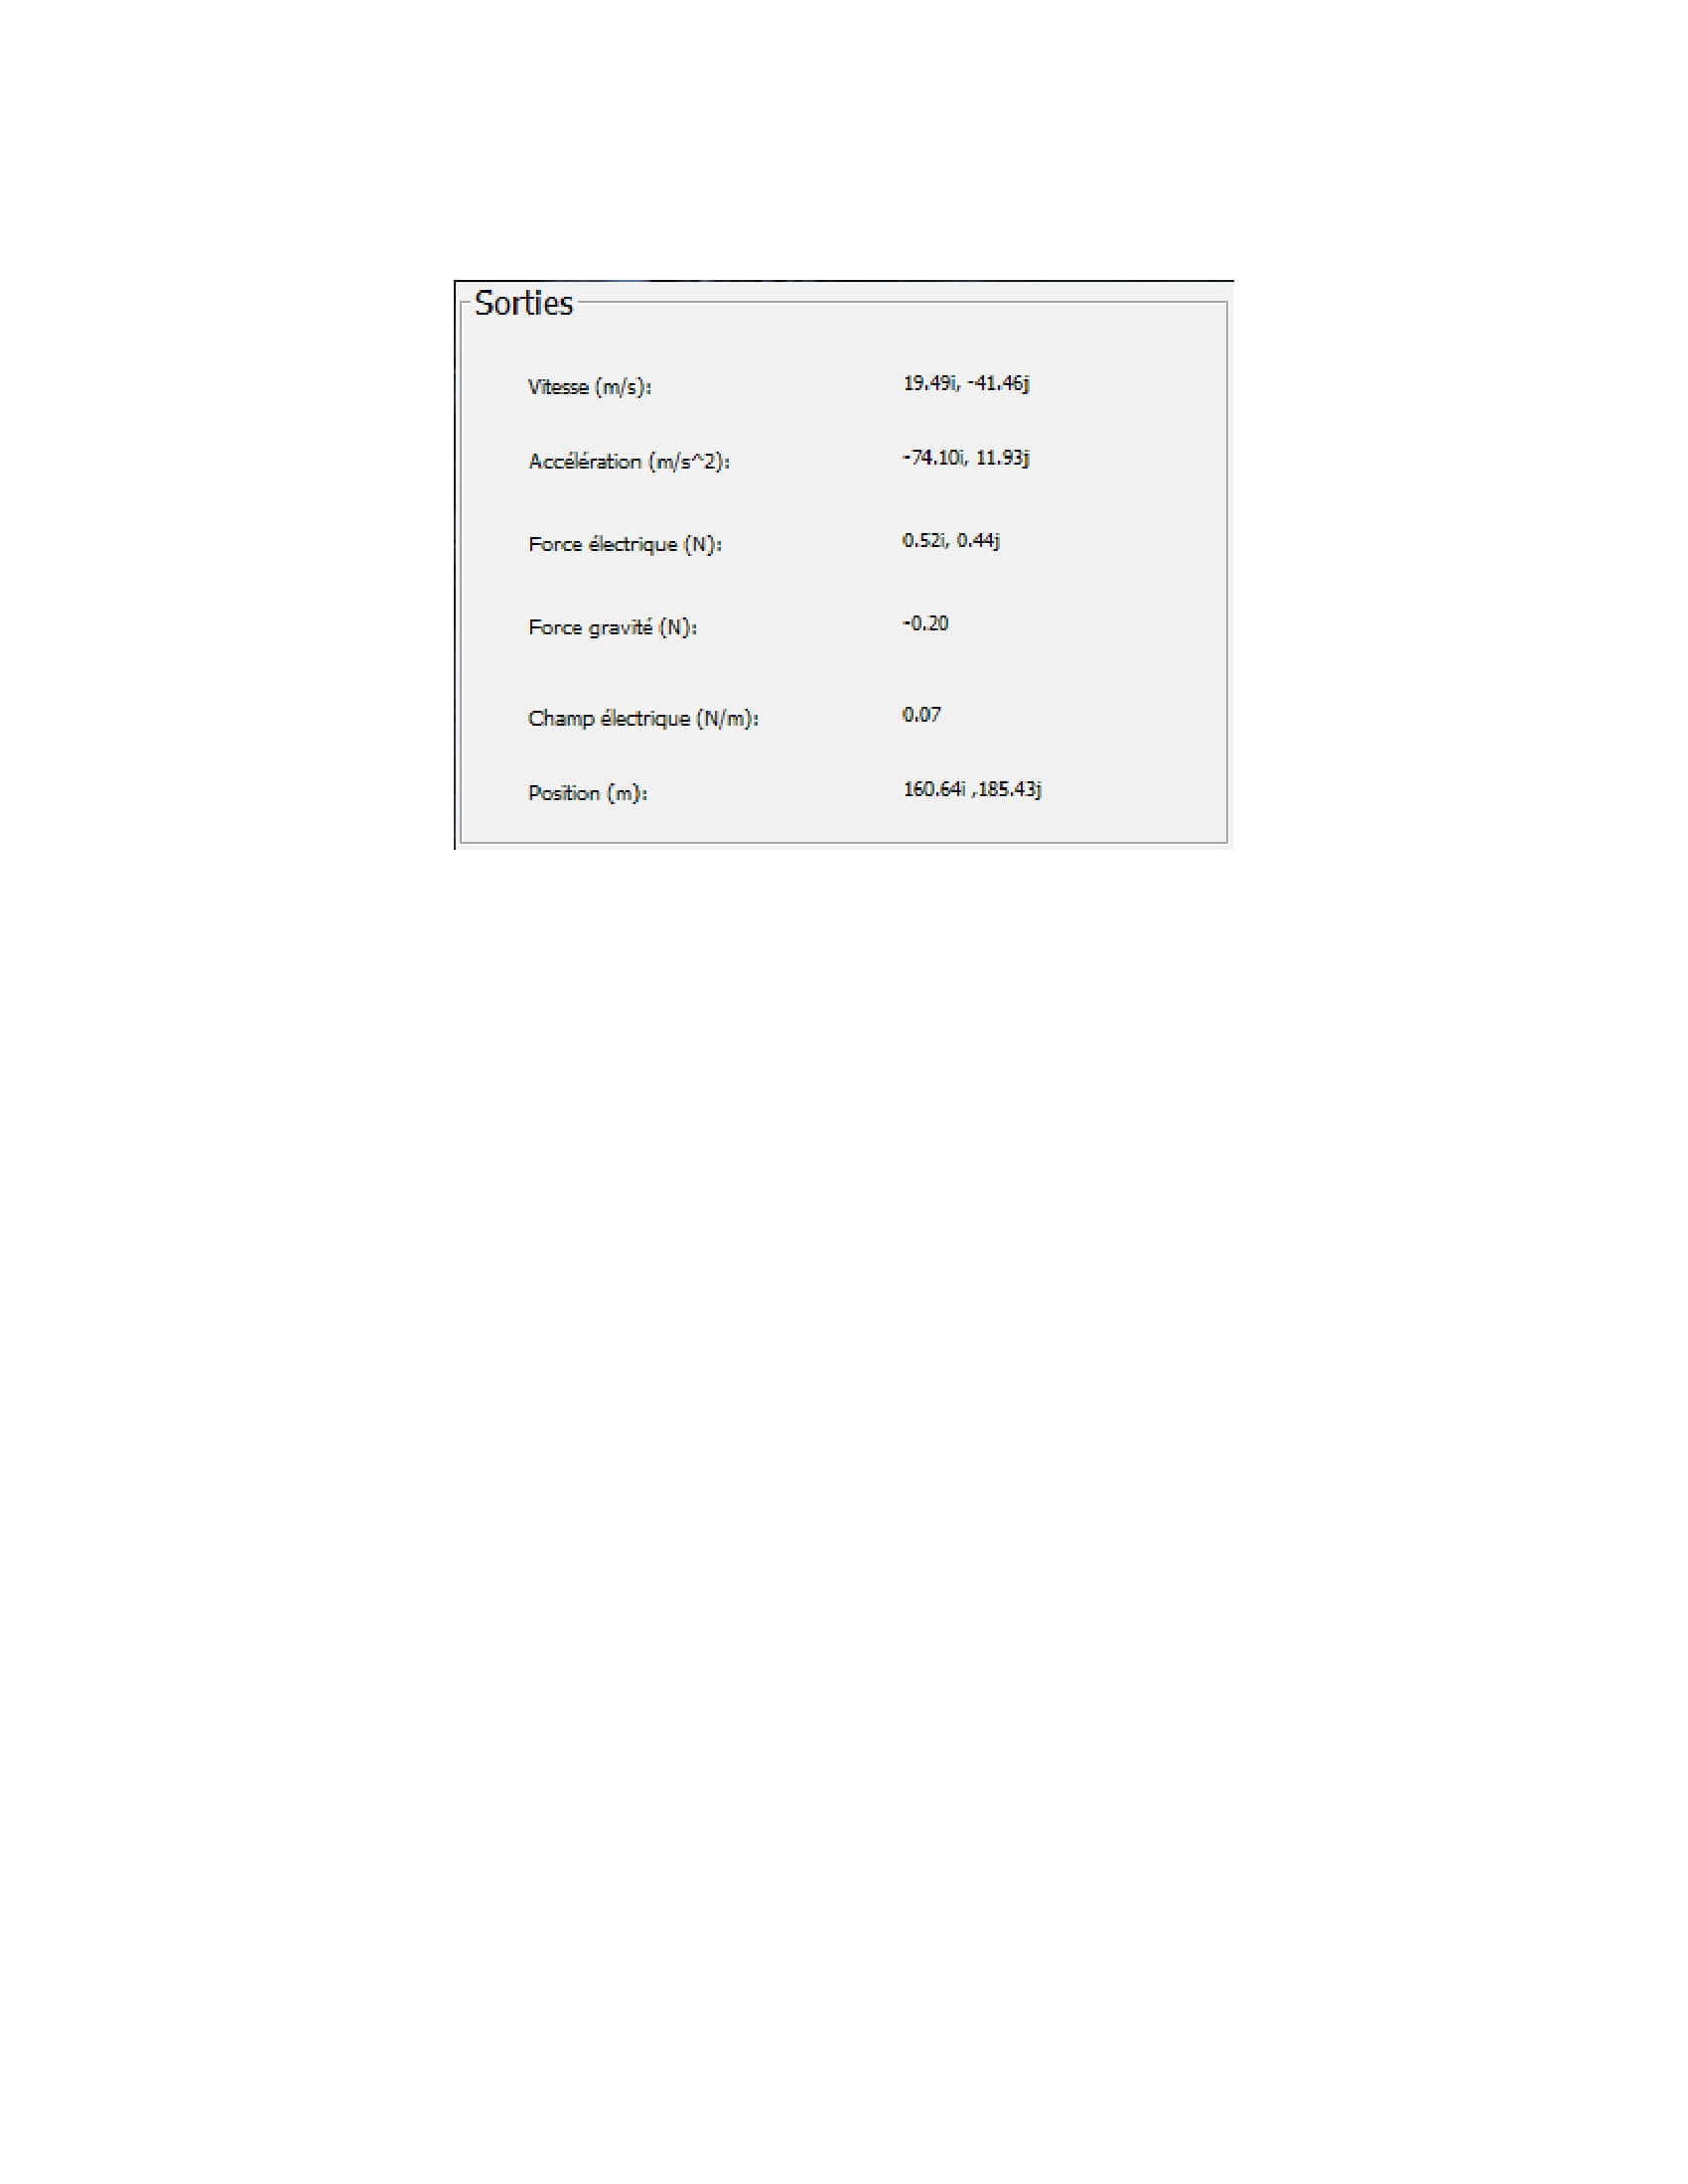 Sorties
Vitesse (m/s): 19.49i, -41.46j
Accélération (m/s^2): -74.10i, 11.93j
Force électrique (N): 0.52i, 0.44j
Force gravité (N): -0.20
Champ électrique (N/m): 0.07
Position (m): 160.64i ,185.43j